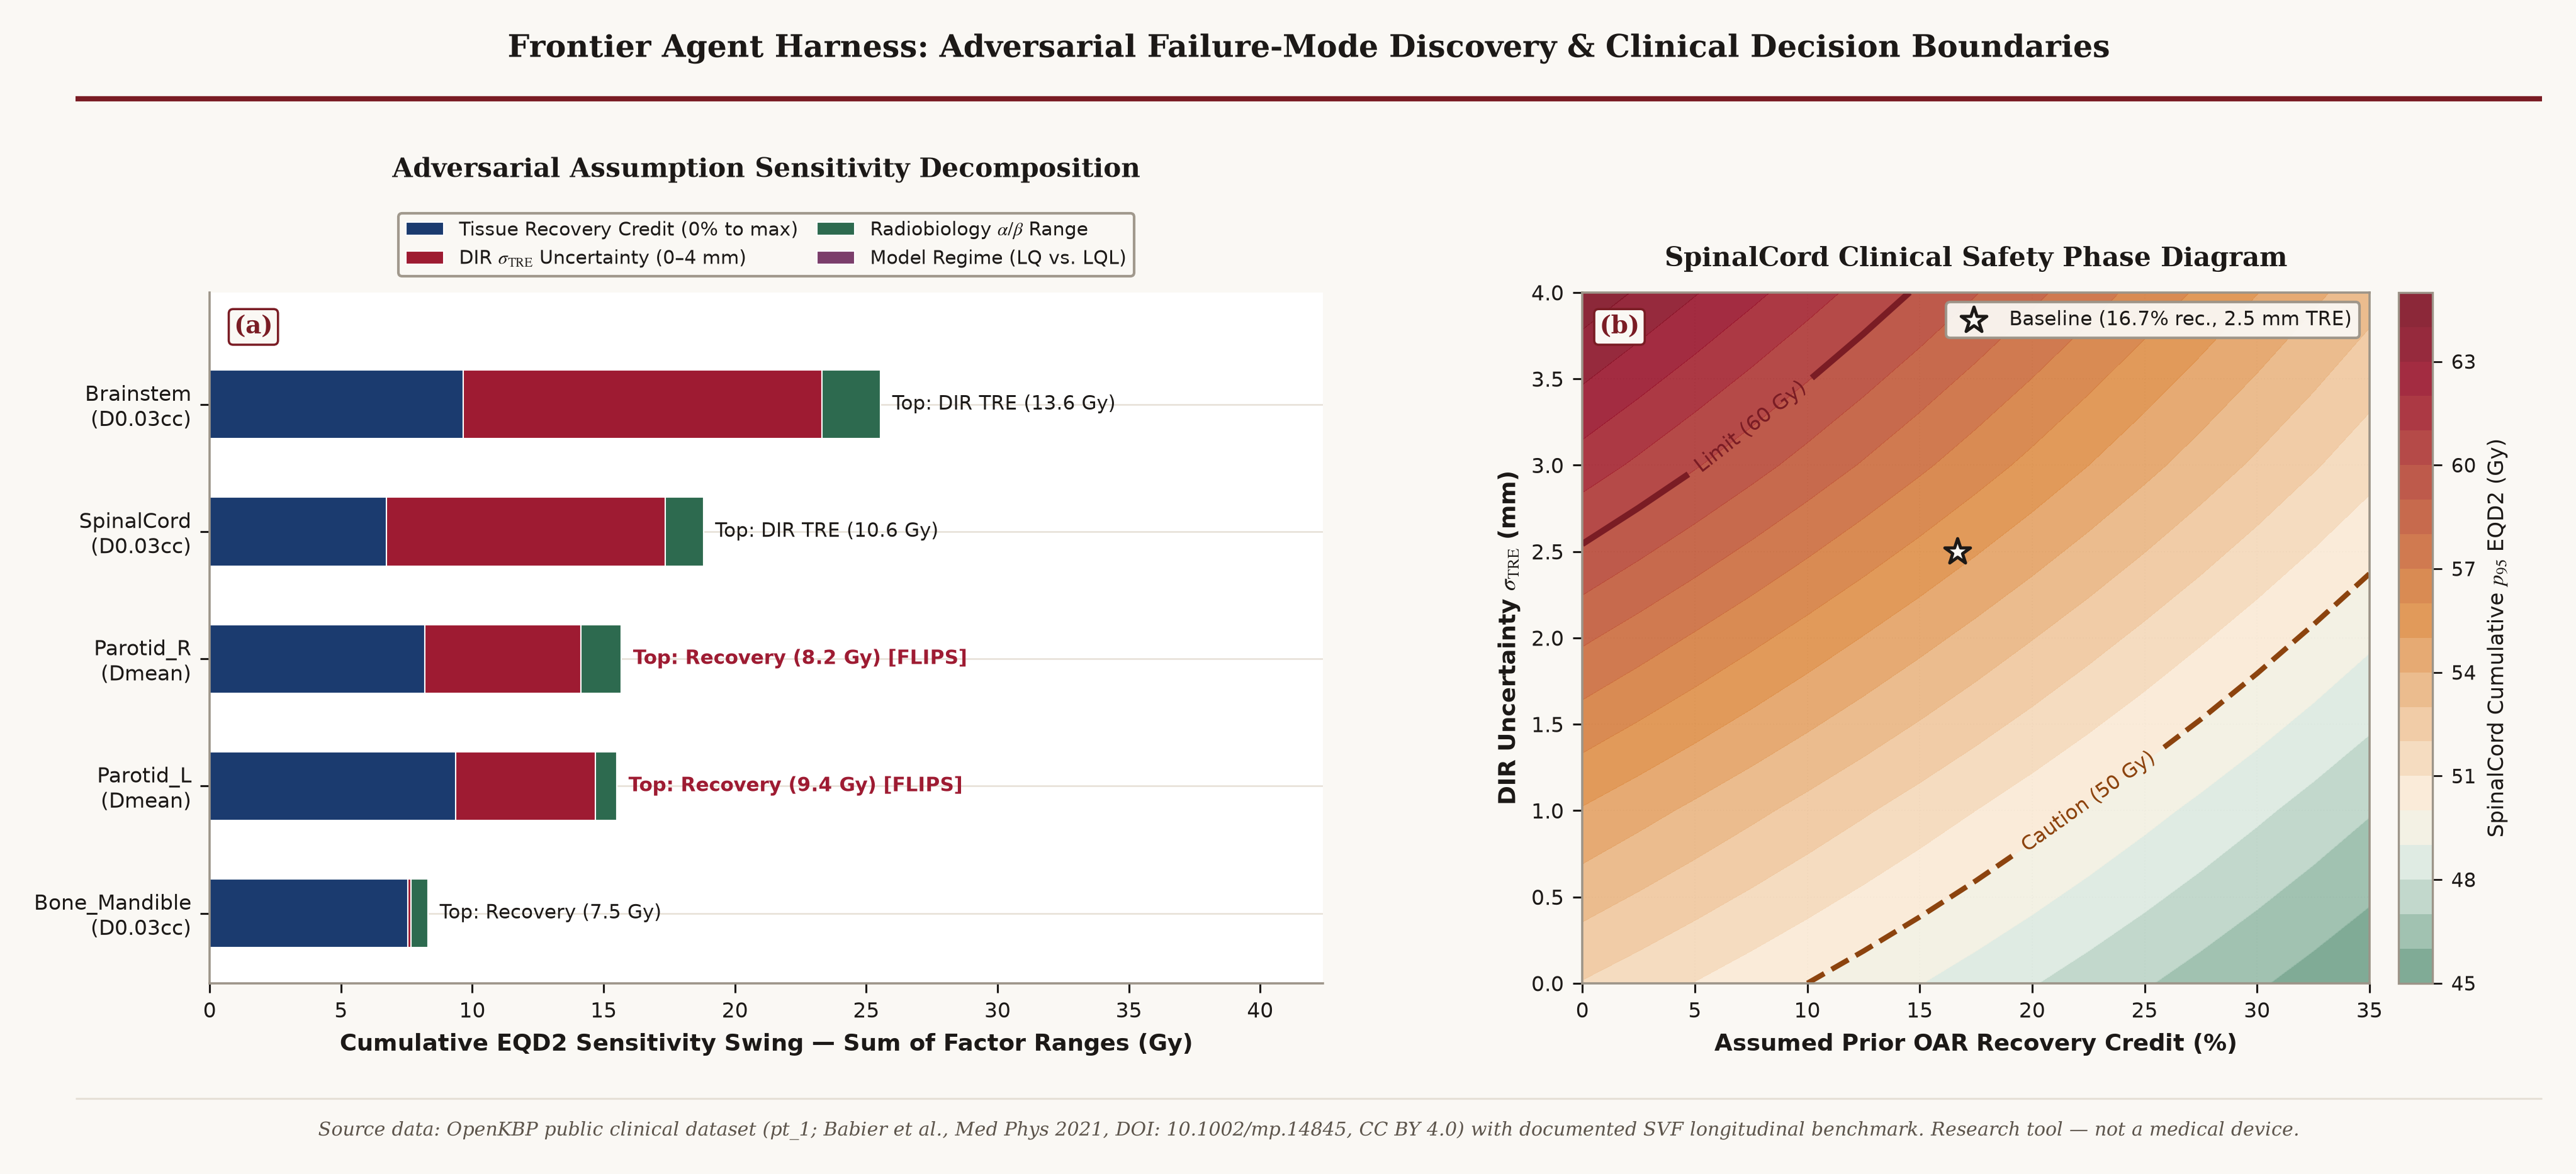 Frontier Agent Harness: Adversarial Failure-Mode Discovery & Clinical Decision Boundaries
Adversarial Assumption Sensitivity Decomposition
Tissue Recovery Credit (0% to max)
DIR σTRE Uncertainty (0–4 mm)
Radiobiology α/β Range
Model Regime (LQ vs. LQL)
(a)
Brainstem
(D0.03cc)
Top: DIR TRE (13.6 Gy)
SpinalCord
(D0.03cc)
Top: DIR TRE (10.6 Gy)
Parotid_R
(Dmean)
Top: Recovery (8.2 Gy) [FLIPS]
Parotid_L
(Dmean)
Top: Recovery (9.4 Gy) [FLIPS]
Bone_Mandible
(D0.03cc)
Top: Recovery (7.5 Gy)
0 5 10 15 20 25 30 35 40
Cumulative EQD2 Sensitivity Swing — Sum of Factor Ranges (Gy)
SpinalCord Clinical Safety Phase Diagram
(b)
Baseline (16.7% rec., 2.5 mm TRE)
Limit (60 Gy)
Caution (50 Gy)
DIR Uncertainty σTRE (mm)
4.0
3.5
3.0
2.5
2.0
1.5
1.0
0.5
0.0
0 5 10 15 20 25 30 35
Assumed Prior OAR Recovery Credit (%)
63
60
57
54
51
48
45
SpinalCord Cumulative p95 EQD2 (Gy)
Source data: OpenKBP public clinical dataset (pt_1; Babier et al., Med Phys 2021, DOI: 10.1002/mp.14845, CC BY 4.0) with documented SVF longitudinal benchmark. Research tool — not a medical device.